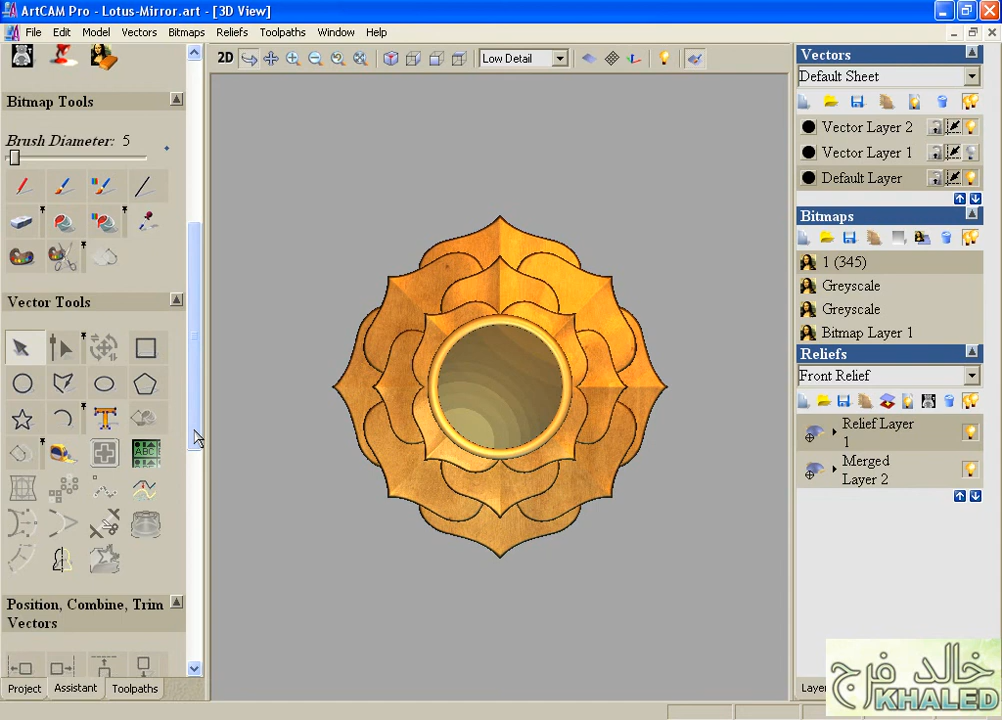 ArtCAM Pro - Lotus-Mirror.art - [3D View]
File Edit Model Vectors Bitmaps Reliefs Toolpaths Window Help
2D
Low Detail
Bitmap Tools
Brush Diameter: 5
Vector Tools
ABC
Position, Combine, Trim
Vectors
Project Assistant Toolpaths
Vectors
Default Sheet
Vector Layer 2
Vector Layer 1
Default Layer
Bitmaps
1 (345)
Greyscale
Greyscale
Bitmap Layer 1
Reliefs
Front Relief
Relief Layer
1
Merged
Layer 2
Layer
خالد فرج
KHALED